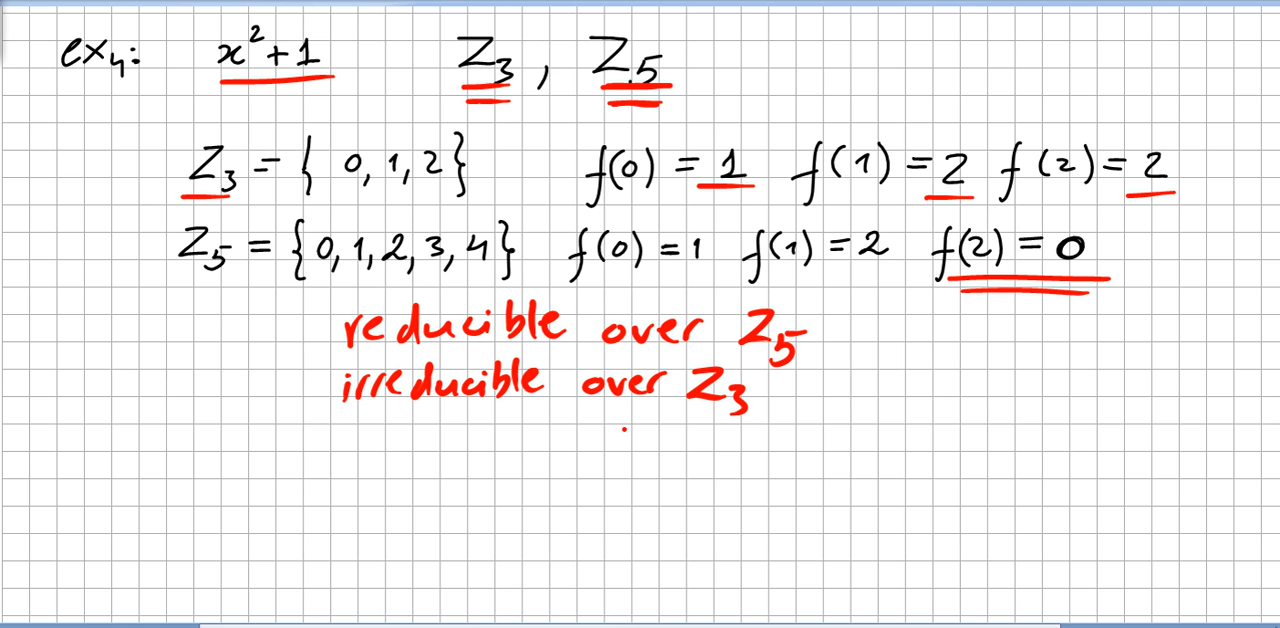 ex4: x²+1 Z₃, Z₅
Z₃ = { 0, 1, 2} f(0) = 1 f(1) = 2 f(2) = 2
Z₅ = {0, 1, 2, 3, 4} f(0) = 1 f(1) = 2 f(2) = 0
reducible over Z₅
irreducible over Z₃